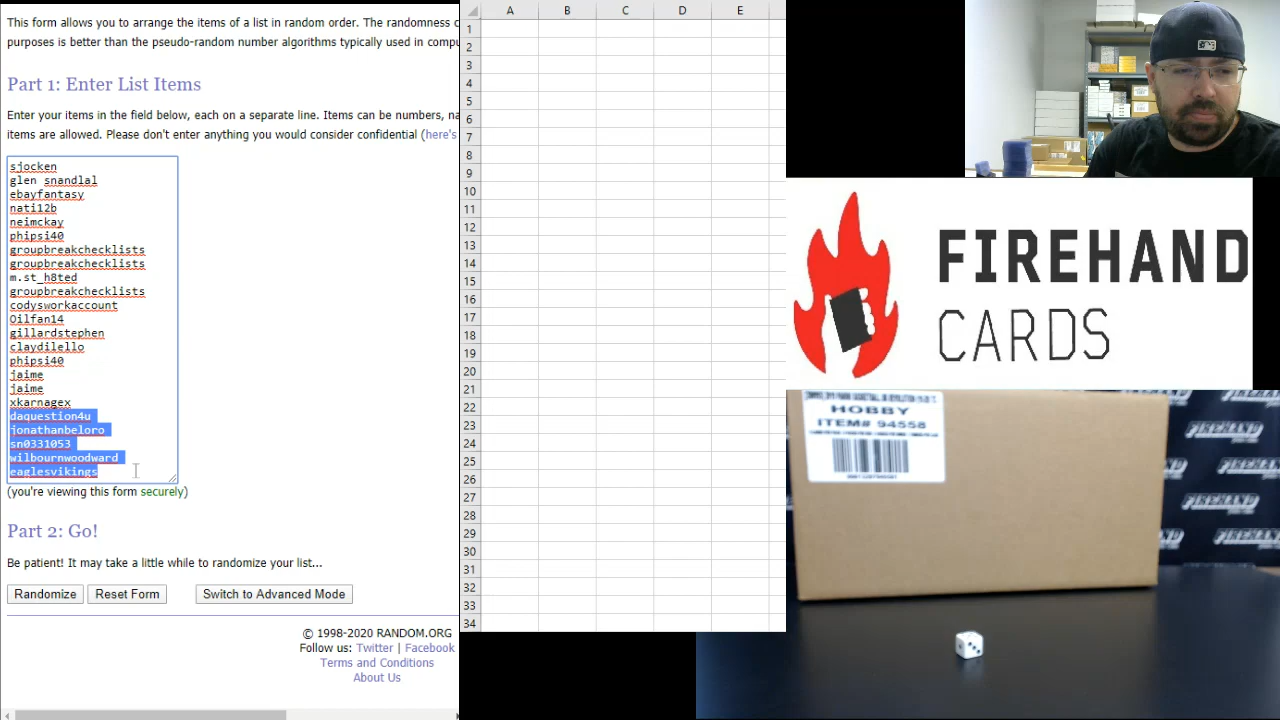 This form allows you to arrange the items of a list in random order. The randomness c
purposes is better than the pseudo-random number algorithms typically used in compu
Part 1: Enter List Items
Enter your items in the field below, each on a separate line. Items can be numbers, na
items are allowed. Please don't enter anything you would consider confidential (here's
sjocken
glen snandlal
ebayfantasy
nati12b
neimckay
phipsi40
groupbreakchecklists
groupbreakchecklists
m.st_h8ted
groupbreakchecklists
codysworkaccount
Oilfan14
gillardstephen
claydilello
phipsi40
jaime
jaime
xkarnagex
daquestion4u
jonathanbeloro
sn0331053
wilbournwoodward
eaglesvikings
(you're viewing this form securely)
Part 2: Go!
Be patient! It may take a little while to randomize your list...
Randomize Reset Form Switch to Advanced Mode
© 1998-2020 RANDOM.ORG
Follow us: Twitter | Facebook
Terms and Conditions
About Us
A B C D E
1
2
3
4
5
6
7
8
9
10
11
12
13
14
15
16
17
18
19
20
21
22
23
24
25
26
27
28
29
30
31
32
33
34
FIREHAND
CARDS
HOBBY
ITEM# 94558
FIREHAND
FIREHAND
FIREHAND